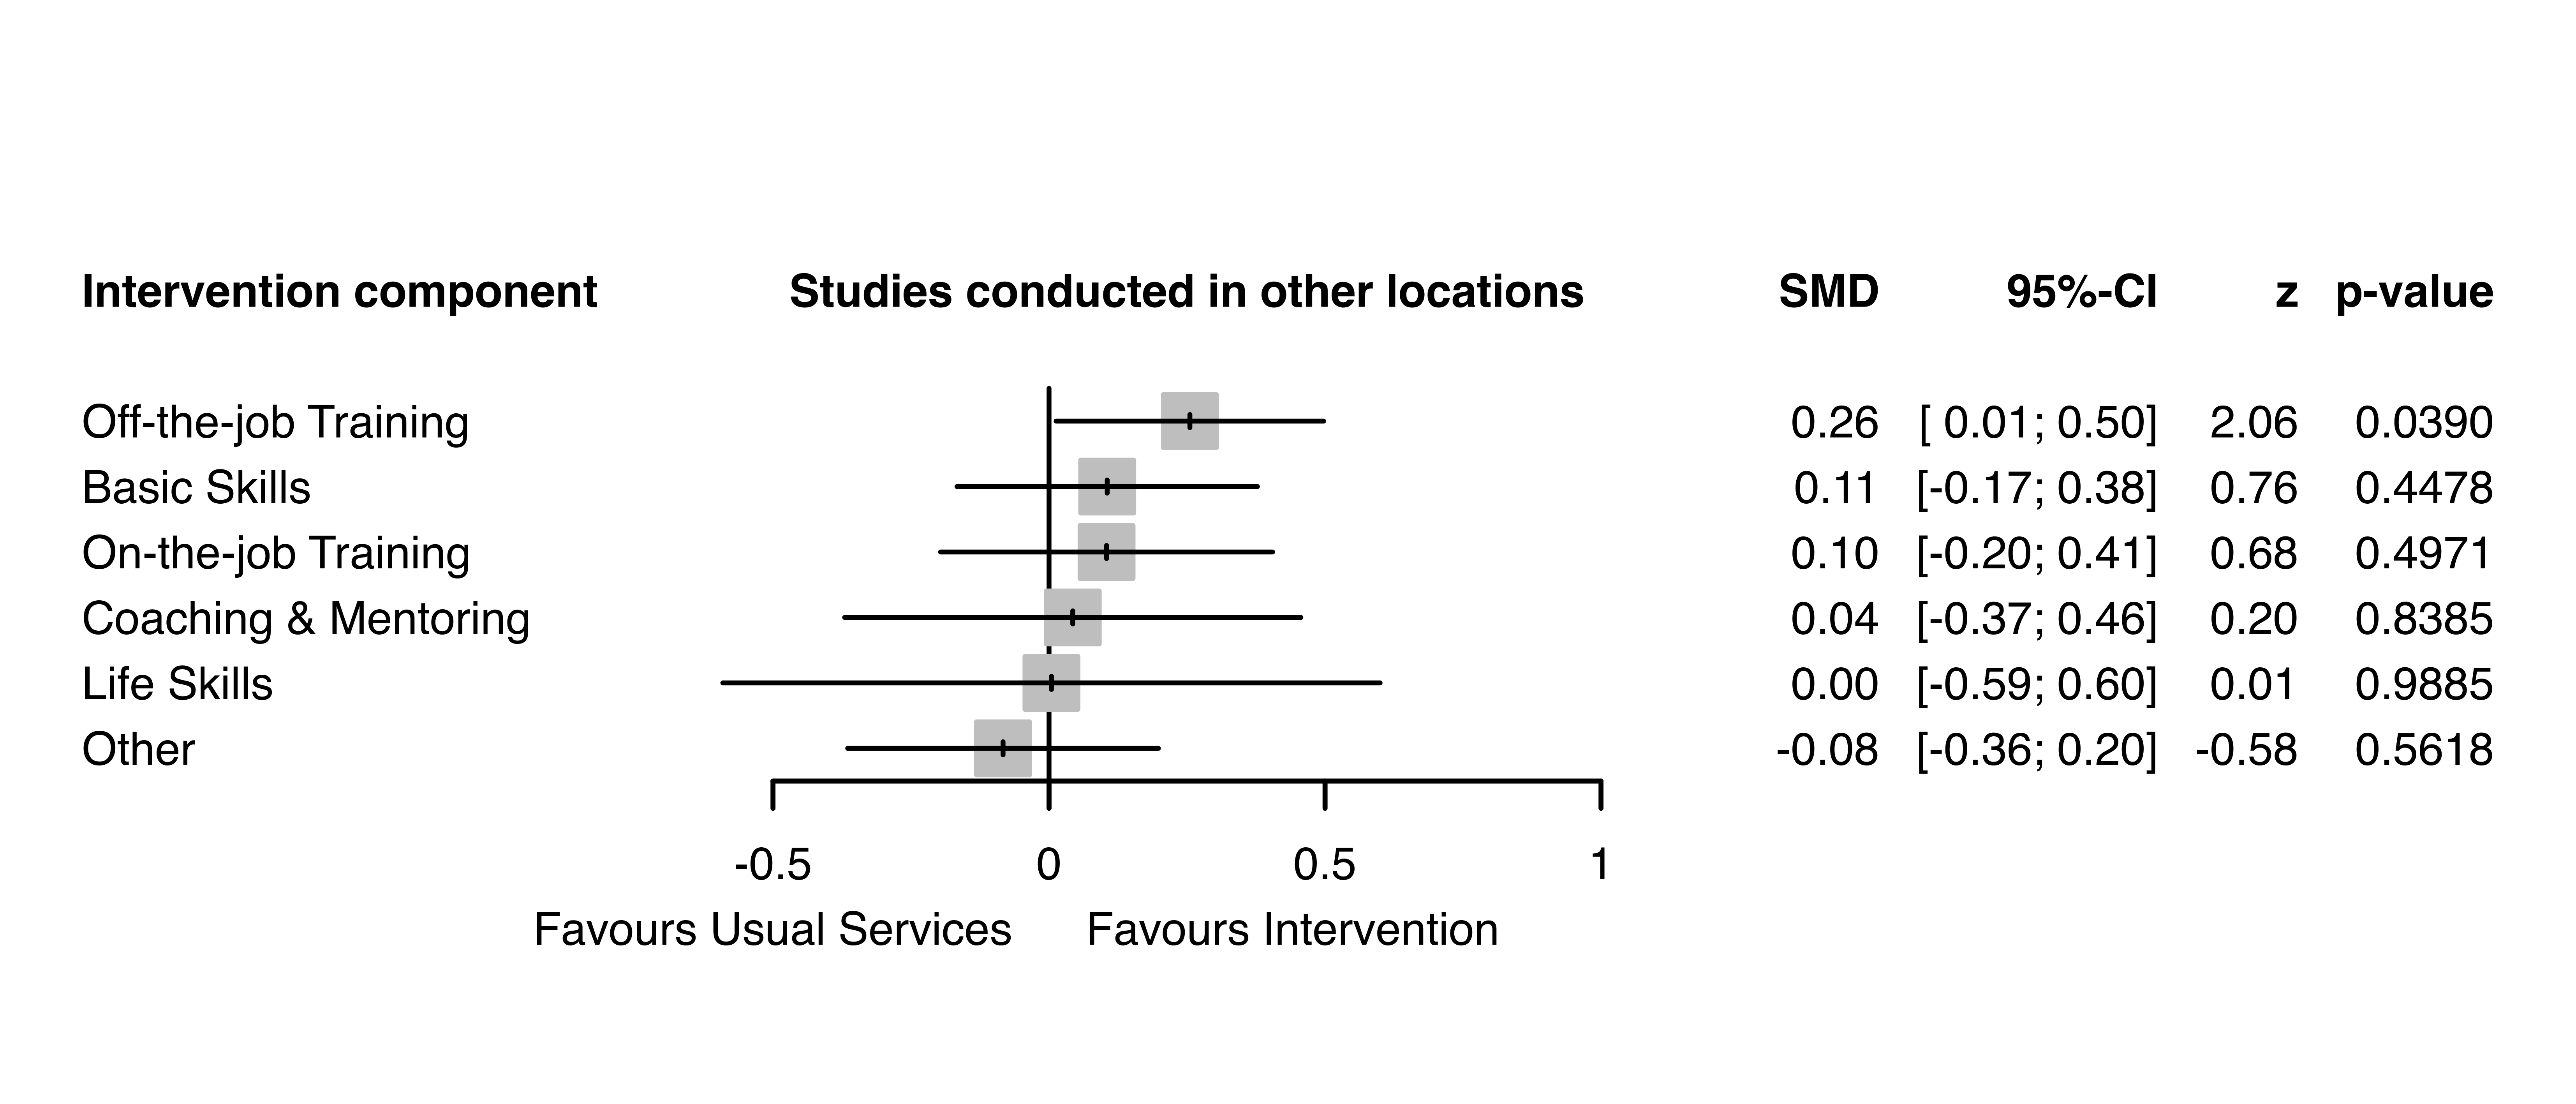 Intervention component Studies conducted in other locations SMD 95%-CI z p-value
Off-the-job Training 0.26 [ 0.01; 0.50] 2.06 0.0390
Basic Skills 0.11 [-0.17; 0.38] 0.76 0.4478
On-the-job Training 0.10 [-0.20; 0.41] 0.68 0.4971
Coaching & Mentoring 0.04 [-0.37; 0.46] 0.20 0.8385
Life Skills 0.00 [-0.59; 0.60] 0.01 0.9885
Other -0.08 [-0.36; 0.20] -0.58 0.5618
-0.5 0 0.5 1
Favours Usual Services Favours Intervention